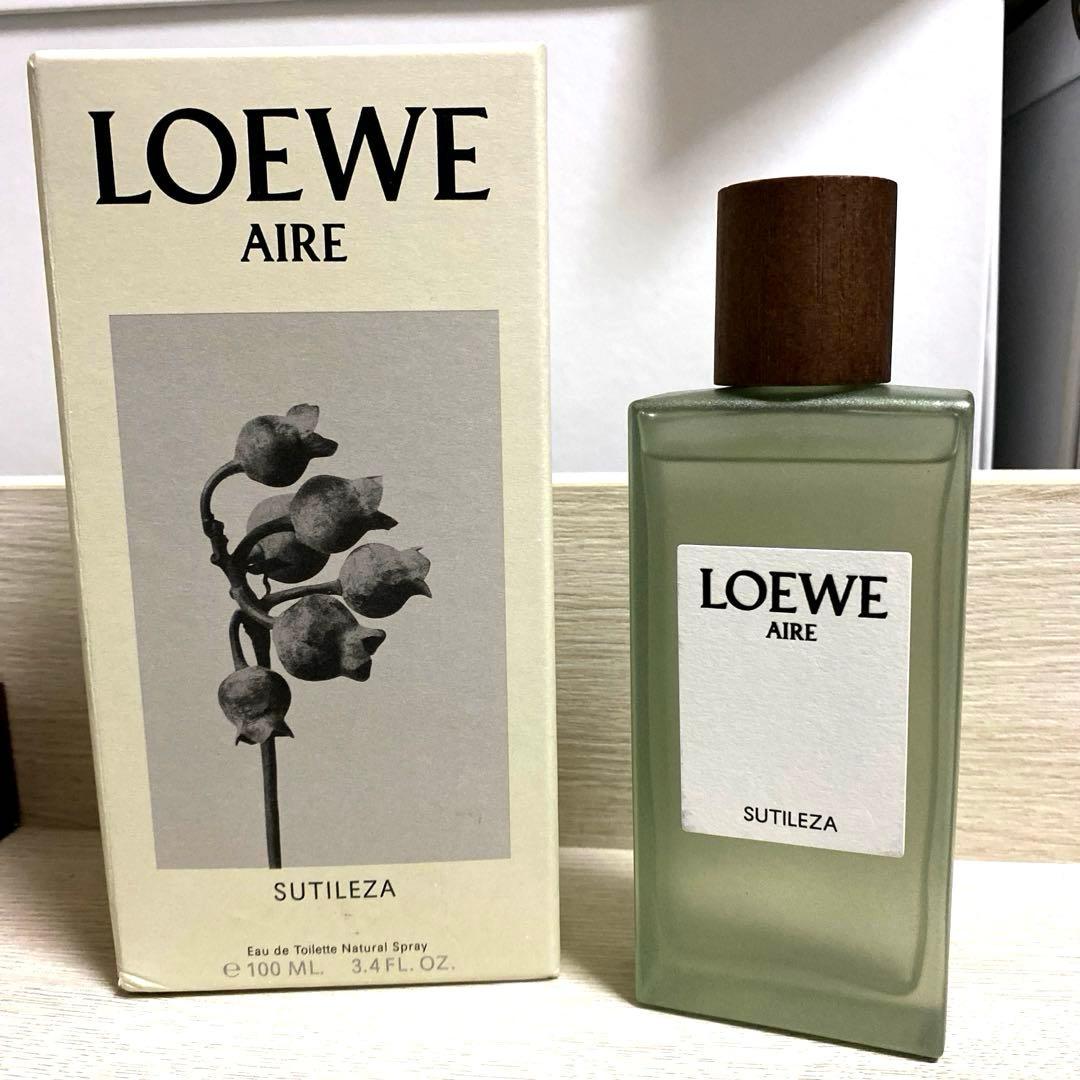 LOEWE
AIRE
SUTILEZA
Eau de Toilette Natural Spray
℮ 100 ML. 3.4 FL. OZ.
LOEWE
AIRE
SUTILEZA